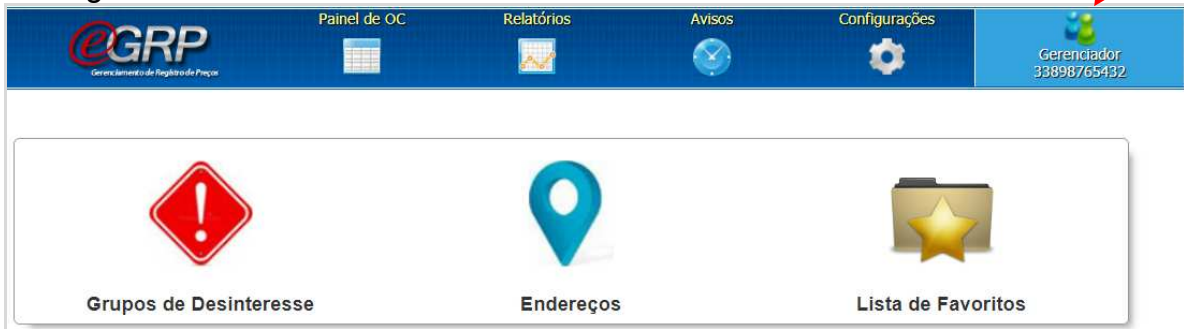 Painel de OC Relatórios Avisos Configurações
eGRP
Gerenciamento de Registro de Preços
Gerenciador
33898765432
Grupos de Desinteresse Endereços Lista de Favoritos